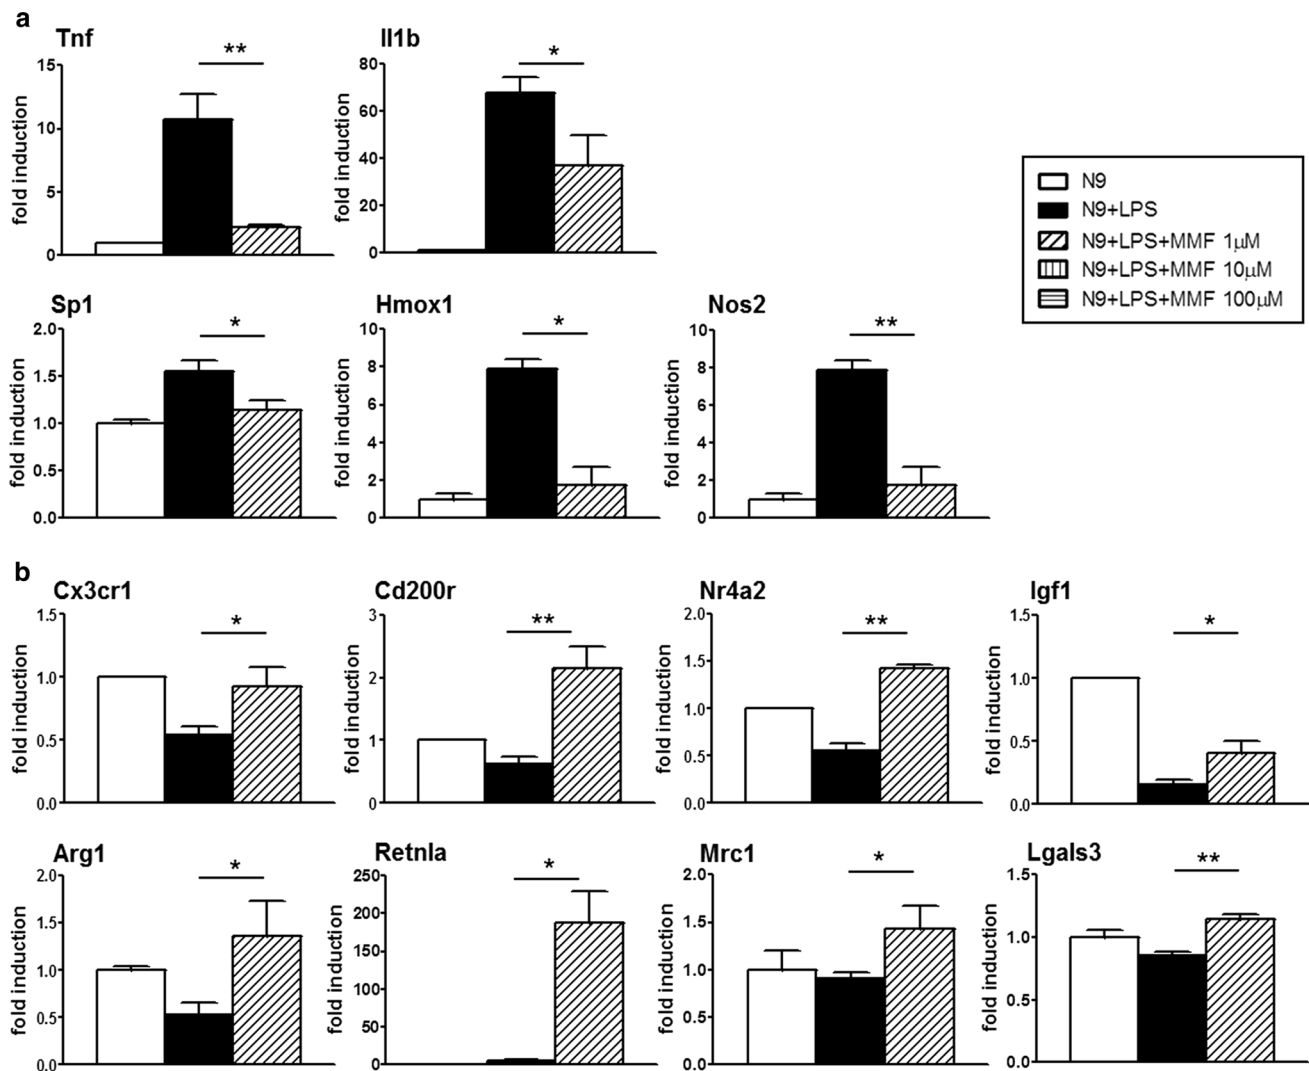 a
Tnf
**
15
10
5
0
fold induction
Il1b
*
80
60
40
20
0
fold induction
N9
N9+LPS
N9+LPS+MMF 1µM
N9+LPS+MMF 10µM
N9+LPS+MMF 100µM
Sp1
*
2.0
1.5
1.0
0.5
0.0
fold induction
Hmox1
*
10
8
6
4
2
0
fold induction
Nos2
**
10
8
6
4
2
0
fold induction
b
Cx3cr1
*
1.5
1.0
0.5
0.0
fold induction
Cd200r
**
3
2
1
0
fold induction
Nr4a2
**
2.0
1.5
1.0
0.5
0.0
fold induction
Igf1
*
1.5
1.0
0.5
0.0
fold induction
Arg1
*
2.0
1.5
1.0
0.5
0.0
fold induction
Retnla
*
250
200
150
100
50
0
fold induction
Mrc1
*
2.0
1.5
1.0
0.5
0.0
fold induction
Lgals3
**
1.5
1.0
0.5
0.0
fold induction